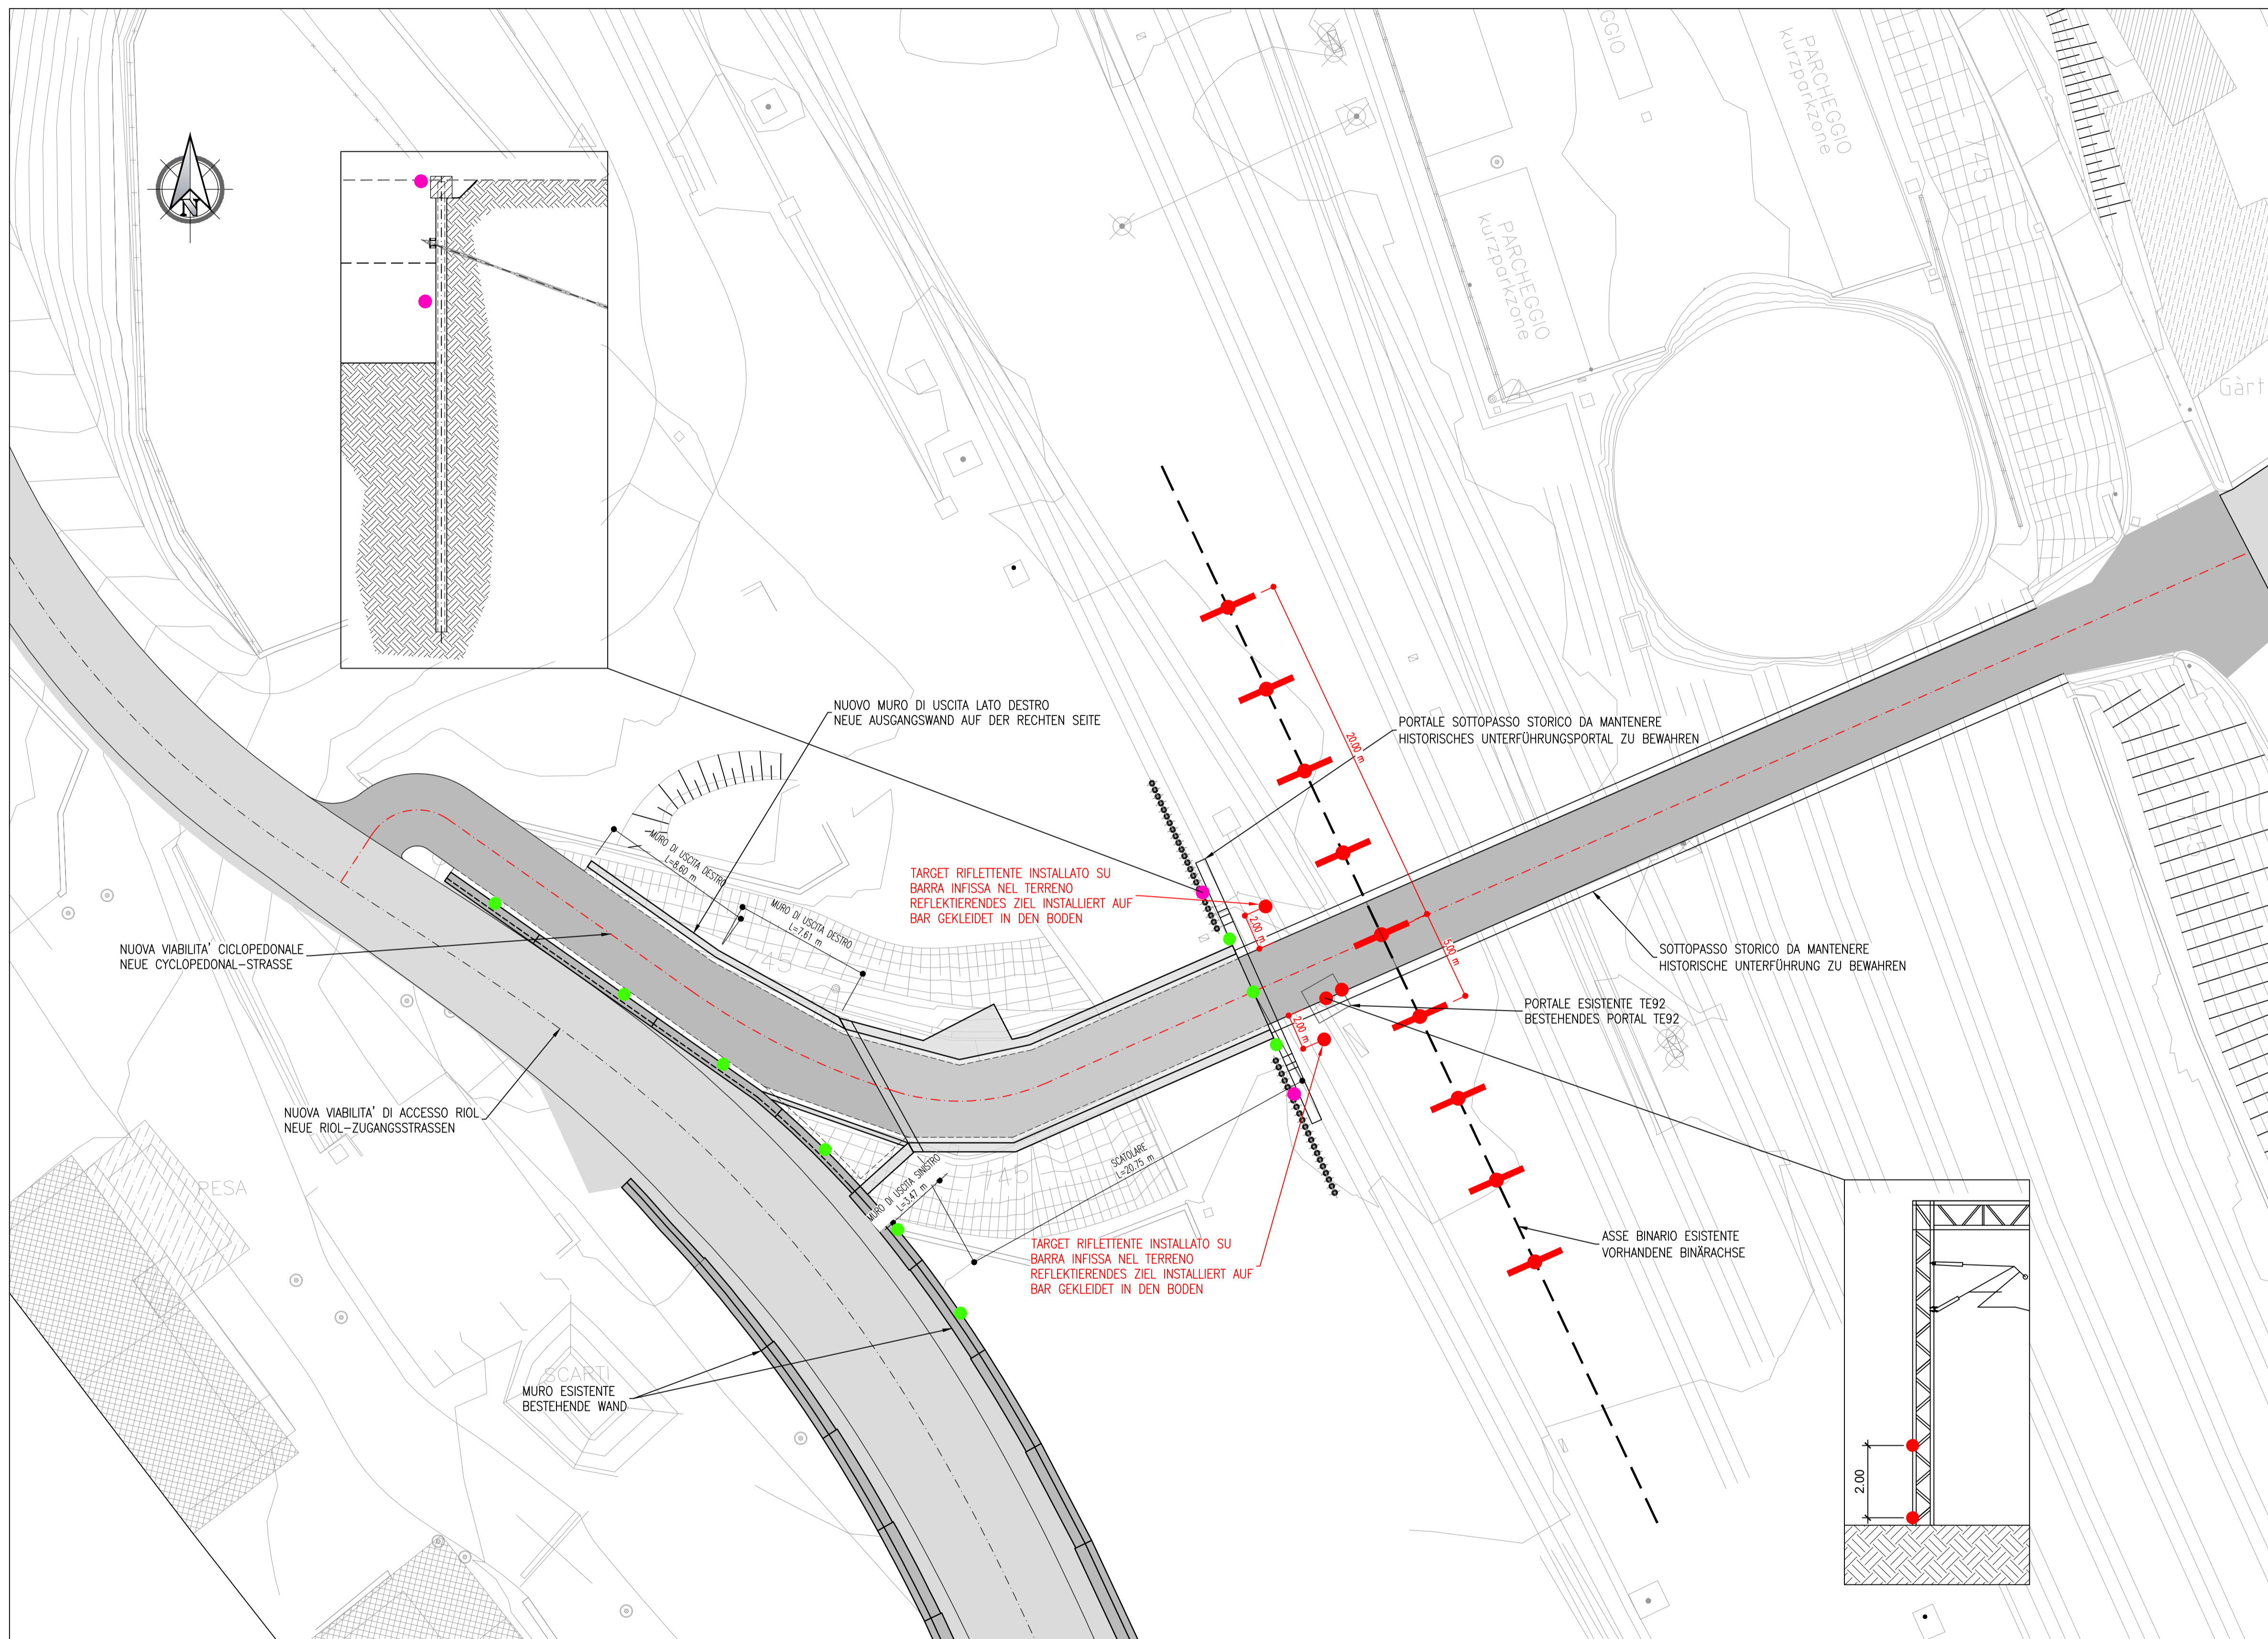 N
GGIO
PARCHEGGIO
kurzparkzone
745
PARCHEGGIO
kurzparkzone
Gärt
NUOVO MURO DI USCITA LATO DESTRO
NEUE AUSGANGSWAND AUF DER RECHTEN SEITE
PORTALE SOTTOPASSO STORICO DA MANTENERE
HISTORISCHES UNTERFÜHRUNGSPORTAL ZU BEWAHREN
20.00 m
MURO DI USCITA DESTRO
L=8.60 m
MURO DI USCITA DESTRO
L=7.61 m
745
TARGET RIFLETTENTE INSTALLATO SU
BARRA INFISSA NEL TERRENO
REFLEKTIERENDES ZIEL INSTALLIERT AUF
BAR GEKLEIDET IN DEN BODEN
2.00 m
5.00 m
NUOVA VIABILITA' CICLOPEDONALE
NEUE CYCLOPEDONAL-STRASSE
SOTTOPASSO STORICO DA MANTENERE
HISTORISCHE UNTERFÜHRUNG ZU BEWAHREN
PORTALE ESISTENTE TE92
BESTEHENDES PORTAL TE92
2.00 m
NUOVA VIABILITA' DI ACCESSO RIOL
NEUE RIOL-ZUGANGSSTRASSEN
MURO DI USCITA SINISTRO
L=3.47 m
745
SCATOLARE
L=20.75 m
PRESA
TARGET RIFLETTENTE INSTALLATO SU
BARRA INFISSA NEL TERRENO
REFLEKTIERENDES ZIEL INSTALLIERT AUF
BAR GEKLEIDET IN DEN BODEN
ASSE BINARIO ESISTENTE
VORHANDENE BINÄRACHSE
SCARTI
MURO ESISTENTE
BESTEHENDE WAND
2.00